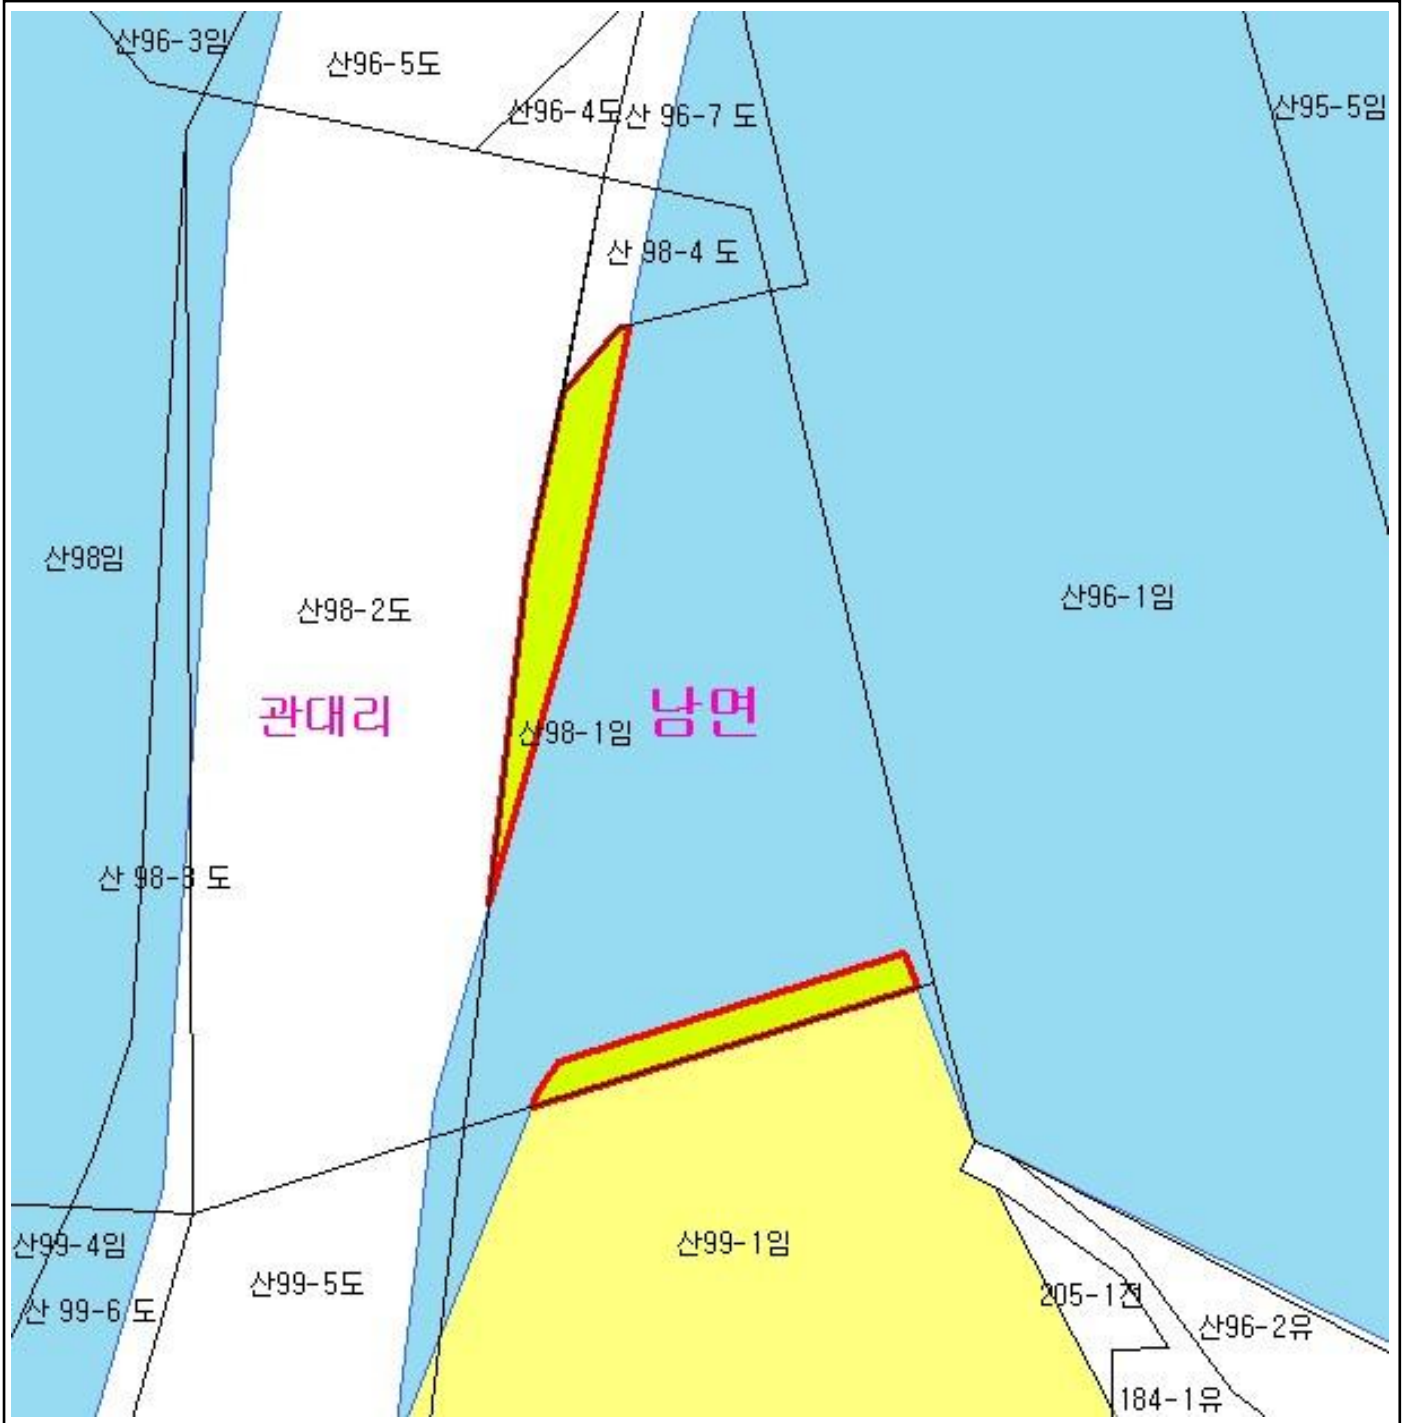 산96-3임
산96-5도
산96-4도
산 96-7 도
산95-5임
산 98-4 도
산98임
산98-2도
산96-1임
관대리
산98-1임
남면
산 98-3 도
산99-4임
산99-5도
산99-1임
산 99-6 도
205-1전
산96-2유
184-1유